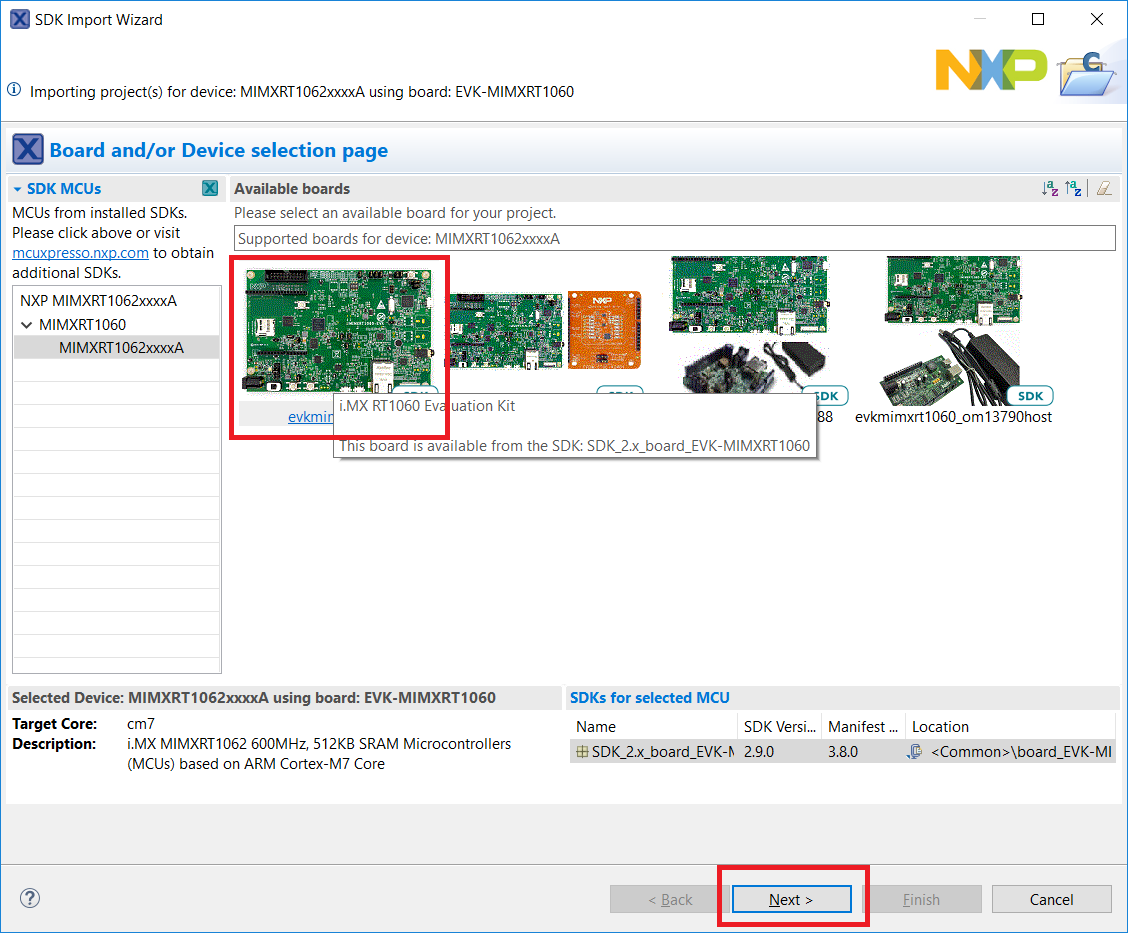 SDK Import Wizard
NXP
Importing project(s) for device: MIMXRT1062xxxxA using board: EVK-MIMXRT1060
Board and/or Device selection page
SDK MCUs
MCUs from installed SDKs.
Please click above or visit
mcuxpresso.nxp.com to obtain
additional SDKs.
NXP MIMXRT1062xxxxA
MIMXRT1060
MIMXRT1062xxxxA
Available boards
Please select an available board for your project.
Supported boards for device: MIMXRT1062xxxxA
NXP
SDK
SDK
evkmim
88
evkmimxrt1060_om13790host
i.MX RT1060 Evaluation Kit
This board is available from the SDK: SDK_2.x_board_EVK-MIMXRT1060
Selected Device: MIMXRT1062xxxxA using board: EVK-MIMXRT1060
Target Core: cm7
Description: i.MX MIMXRT1062 600MHz, 512KB SRAM Microcontrollers
(MCUs) based on ARM Cortex-M7 Core
SDKs for selected MCU
Name SDK Versi... Manifest ... Location
SDK_2.x_board_EVK-M 2.9.0 3.8.0 <Common>\board_EVK-MI
< Back Next > Finish Cancel